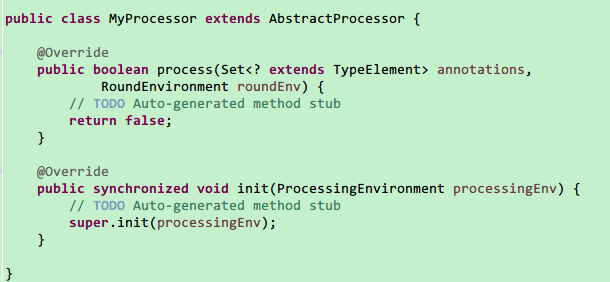 public class MyProcessor extends AbstractProcessor {
@Override
public boolean process(Set<? extends TypeElement> annotations,
RoundEnvironment roundEnv) {
// TODO Auto-generated method stub
return false;
}
@Override
public synchronized void init(ProcessingEnvironment processingEnv) {
// TODO Auto-generated method stub
super.init(processingEnv);
}
}